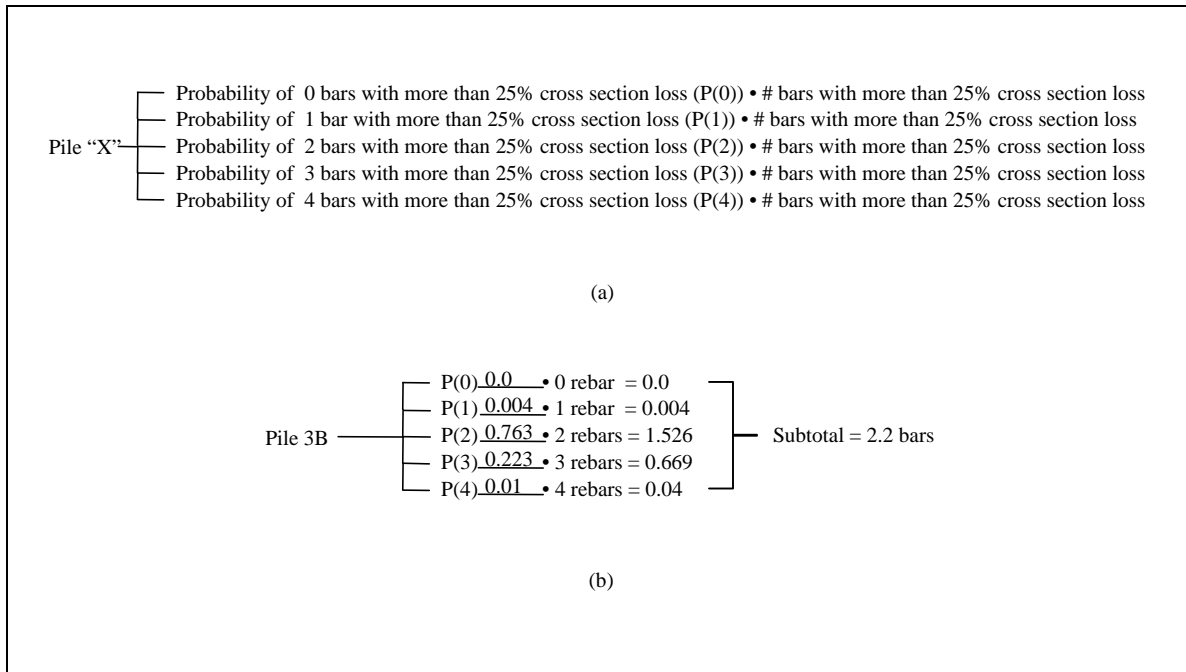 Probability of 0 bars with more than 25% cross section loss (P(0)) • # bars with more than 25% cross section loss
Probability of 1 bar with more than 25% cross section loss (P(1)) • # bars with more than 25% cross section loss
Pile “X” Probability of 2 bars with more than 25% cross section loss (P(2)) • # bars with more than 25% cross section loss
Probability of 3 bars with more than 25% cross section loss (P(3)) • # bars with more than 25% cross section loss
Probability of 4 bars with more than 25% cross section loss (P(4)) • # bars with more than 25% cross section loss
(a)
P(0) 0.0 • 0 rebar = 0.0
P(1) 0.004 • 1 rebar = 0.004
Pile 3B P(2) 0.763 • 2 rebars = 1.526 Subtotal = 2.2 bars
P(3) 0.223 • 3 rebars = 0.669
P(4) 0.01 • 4 rebars = 0.04
(b)